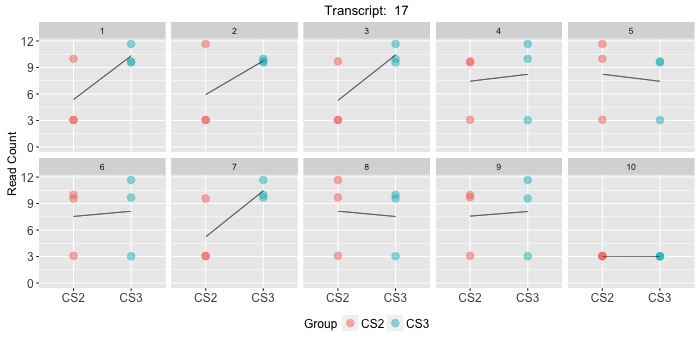 Transcript: 17
1 2 3 4 5
12
9
6
3
0
6 7 8 9 10
12
9
6
3
0
Read Count
CS2 CS3 CS2 CS3 CS2 CS3 CS2 CS3 CS2 CS3
Group CS2 CS3